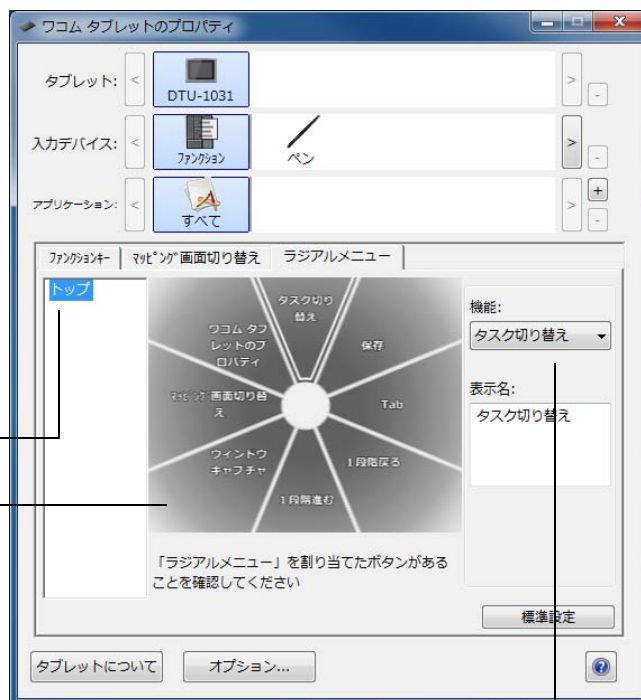 ワコム タブレットのプロパティ
タブレット:
<
DTU-1031
>
-
入力デバイス:
<
ファンクション
ペン
>
-
アプリケーション:
<
すべて
>
+
-
ファンクションキー
マッピング画面切り替え
ラジアルメニュー
トップ
タスク切り
替え
保存
Tab
1段階戻る
1段階進む
ウィンドウ
キャプチャ
マッピング画面切り替
え
ワコム タブ
レットのプ
ロパティ
機能:
タスク切り替え
表示名:
タスク切り替え
「ラジアルメニュー」を割り当てたボタンがある
ことを確認してください
標準設定
タブレットについて
オプション...
?